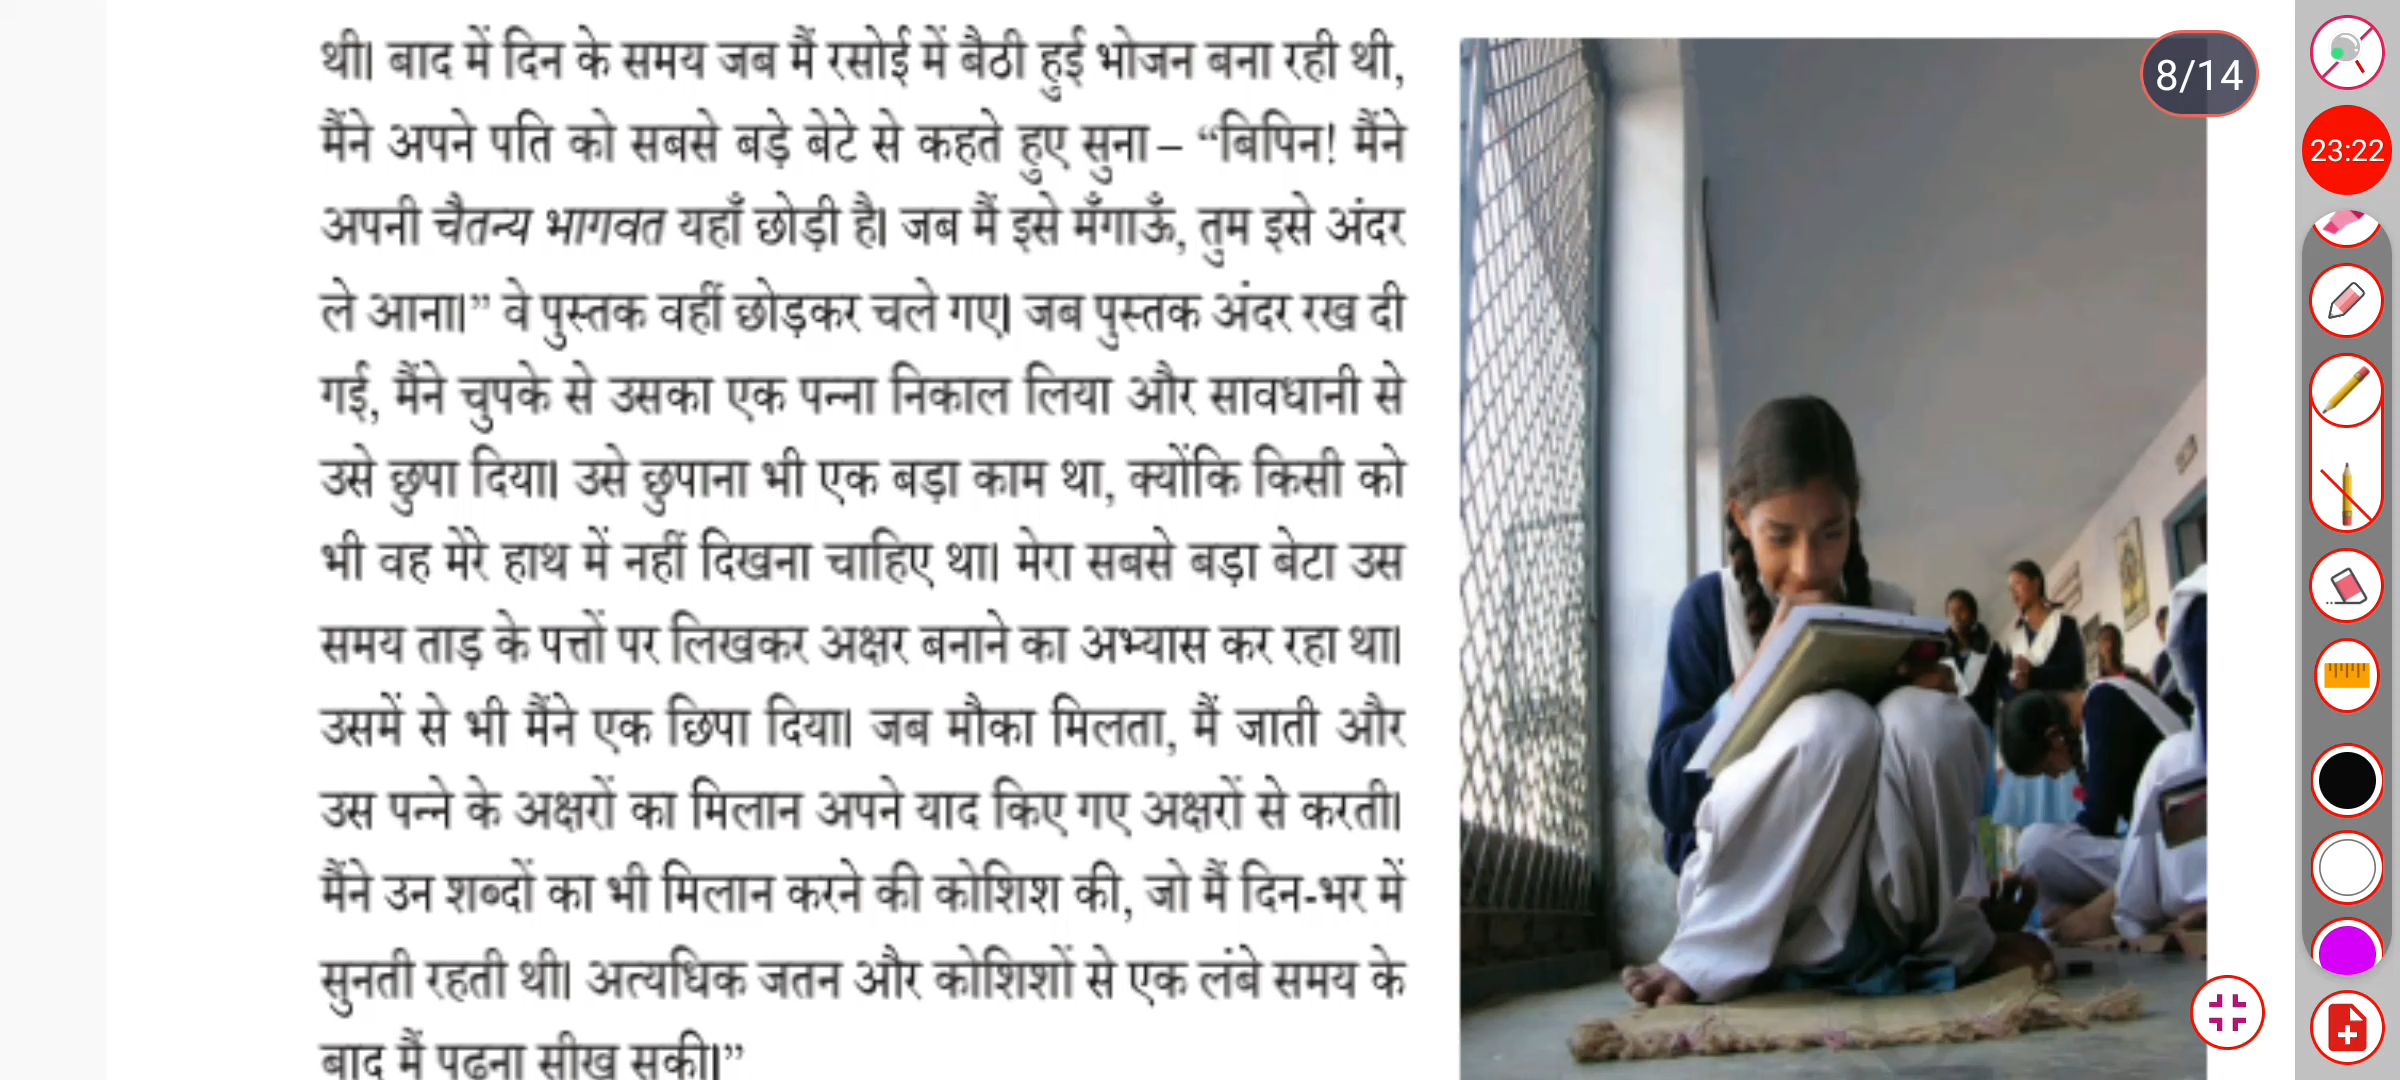 थी। बाद में दिन के समय जब मैं रसोई में बैठी हुई भोजन बना रही थी,
मैंने अपने पति को सबसे बड़े बेटे से कहते हुए सुना – “बिपिन! मैंने
अपनी चैतन्य भागवत यहाँ छोड़ी है। जब मैं इसे मँगाऊँ, तुम इसे अंदर
ले आना।” वे पुस्तक वहीं छोड़कर चले गए। जब पुस्तक अंदर रख दी
गई, मैंने चुपके से उसका एक पन्ना निकाल लिया और सावधानी से
उसे छुपा दिया। उसे छुपाना भी एक बड़ा काम था, क्योंकि किसी को
भी वह मेरे हाथ में नहीं दिखना चाहिए था। मेरा सबसे बड़ा बेटा उस
समय ताड़ के पत्तों पर लिखकर अक्षर बनाने का अभ्यास कर रहा था।
उसमें से भी मैंने एक छिपा दिया। जब मौका मिलता, मैं जाती और
उस पन्ने के अक्षरों का मिलान अपने याद किए गए अक्षरों से करती।
मैंने उन शब्दों का भी मिलान करने की कोशिश की, जो मैं दिन-भर में
सुनती रहती थी। अत्यधिक जतन और कोशिशों से एक लंबे समय के
बाद मैं पढ़ना सीख सकी।”
8/14
23:22